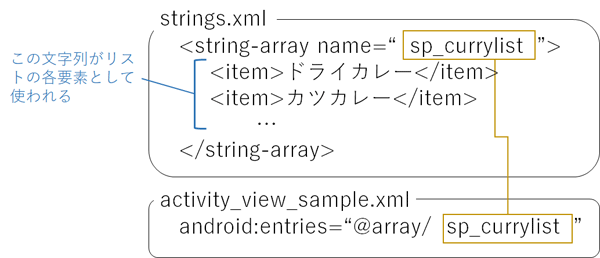 strings.xml
<string-array name=“ sp_currylist ”>
この文字列がリス
トの各要素として
使われる
<item>ドライカレー</item>
<item>カツカレー</item>
…
</string-array>
activity_view_sample.xml
android:entries=“@array/ sp_currylist ”